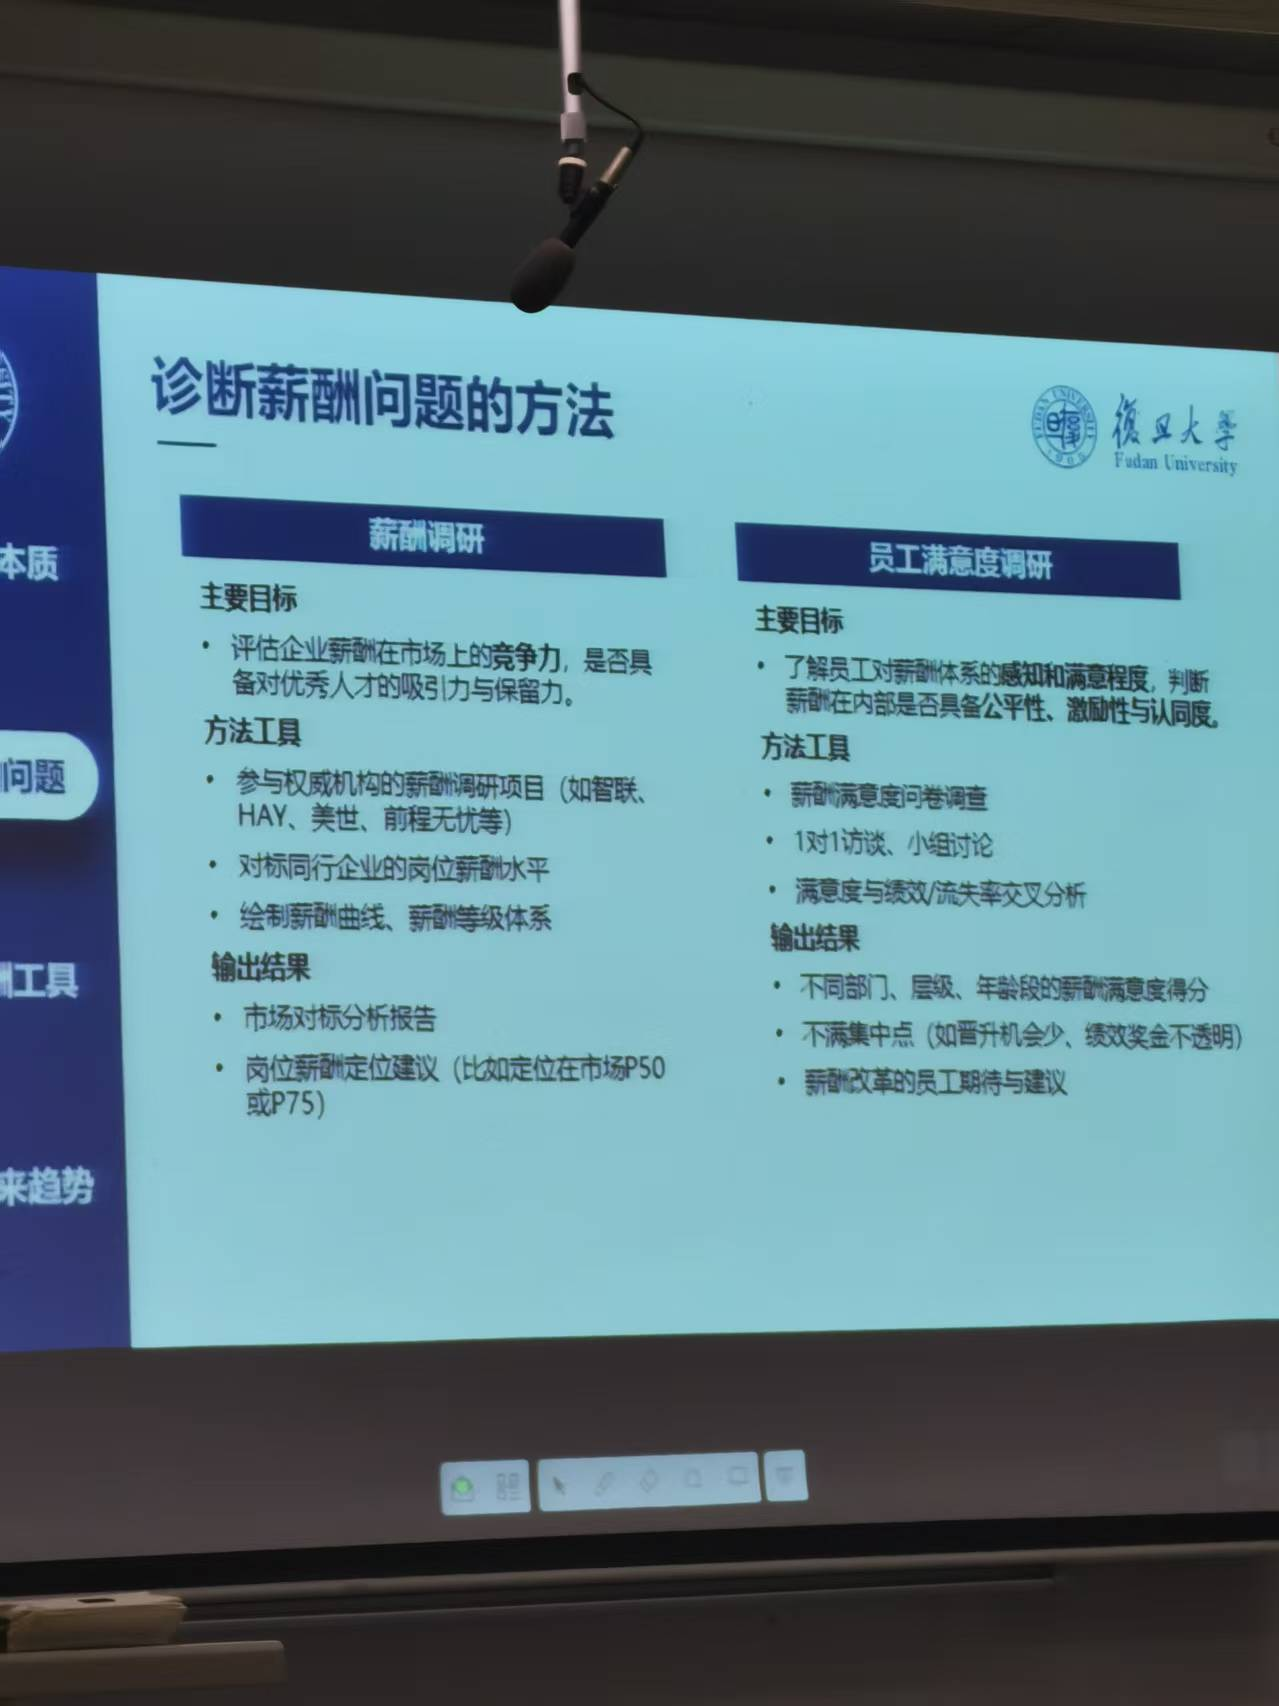 诊断薪酬问题的方法
復旦大學
Fudan University
本质
问题
工具
来趋势
薪酬调研
主要目标
• 评估企业薪酬在市场上的竞争力，是否具
备对优秀人才的吸引力与保留力。
方法工具
• 参与权威机构的薪酬调研项目（如智联、
HAY、美世、前程无忧等）
• 对标同行企业的岗位薪酬水平
• 绘制薪酬曲线、薪酬等级体系
输出结果
• 市场对标分析报告
• 岗位薪酬定位建议（比如定位在市场P50
或P75）
员工满意度调研
主要目标
• 了解员工对薪酬体系的感知和满意程度，判断
薪酬在内部是否具备公平性、激励性与认同度。
方法工具
• 薪酬满意度问卷调查
• 1对1访谈、小组讨论
• 满意度与绩效/流失率交叉分析
输出结果
• 不同部门、层级、年龄段的薪酬满意度得分
• 不满集中点（如晋升机会少、绩效奖金不透明）
• 薪酬改革的员工期待与建议